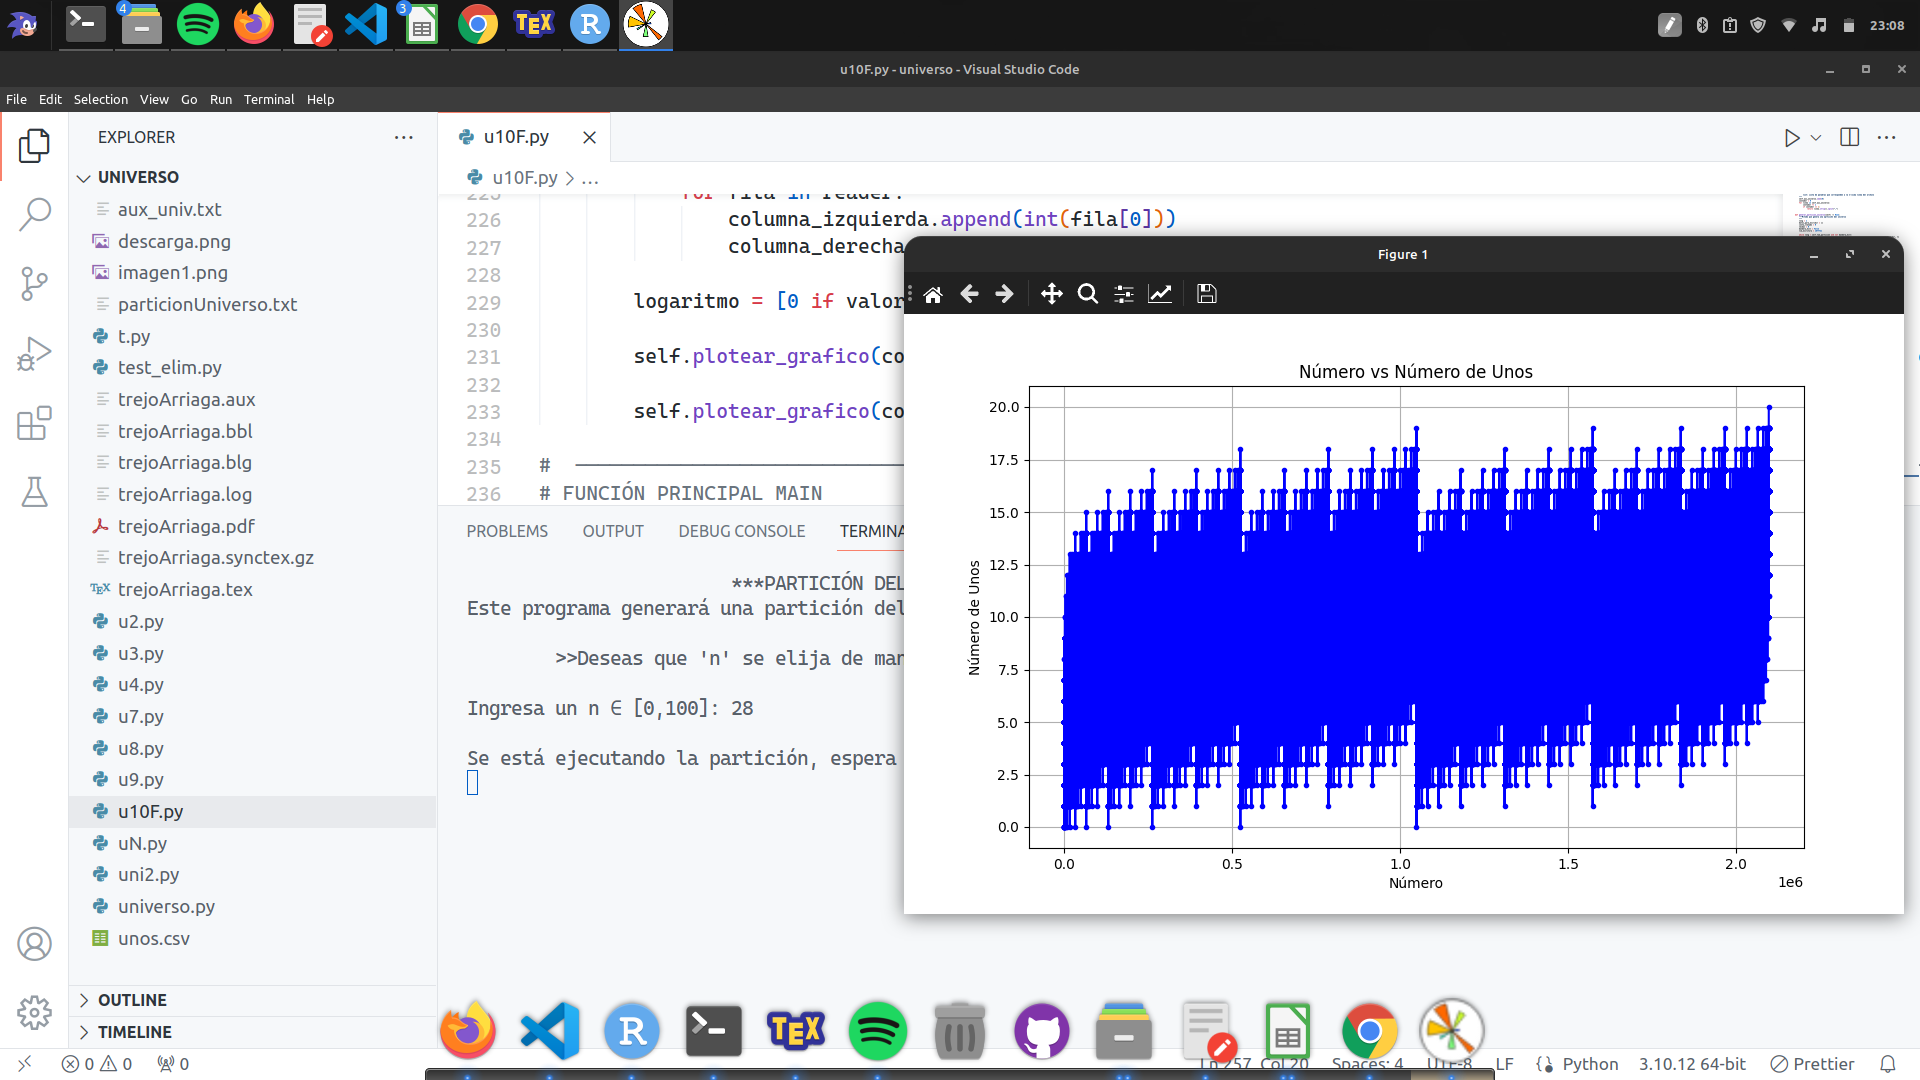 4
3
TEX
R
23:08
u10F.py - universo - Visual Studio Code
File Edit Selection View Go Run Terminal Help
EXPLORER
UNIVERSO
aux_univ.txt
descarga.png
imagen1.png
particionUniverso.txt
t.py
test_elim.py
trejoArriaga.aux
trejoArriaga.bbl
trejoArriaga.blg
trejoArriaga.log
trejoArriaga.pdf
trejoArriaga.synctex.gz
TEX trejoArriaga.tex
u2.py
u3.py
u4.py
u7.py
u8.py
u9.py
u10F.py
uN.py
uni2.py
universo.py
unos.csv
OUTLINE
TIMELINE
u10F.py
u10F.py > ...
225 for fila in reader:
226 columna_izquierda.append(int(fila[0]))
227 columna_derecha
228
229 logaritmo = [0 if valor
230
231 self.plotear_grafico(co
232
233 self.plotear_grafico(co
234
235 #
236 # FUNCIÓN PRINCIPAL MAIN
PROBLEMS OUTPUT DEBUG CONSOLE TERMINA
***PARTICIÓN DEL
Este programa generará una partición del
>>Deseas que 'n' se elija de man
Ingresa un n ∈ [0,100]: 28
Se está ejecutando la partición, espera
Figure 1
Número vs Número de Unos
20.0
17.5
15.0
12.5
10.0
7.5
5.0
2.5
0.0
Número de Unos
0.0 0.5 1.0 1.5 2.0
1e6
Número
R
TEX
0 0 0
Ln 257, Col 20 Spaces: 4 UTF-8 LF Python 3.10.12 64-bit Prettier